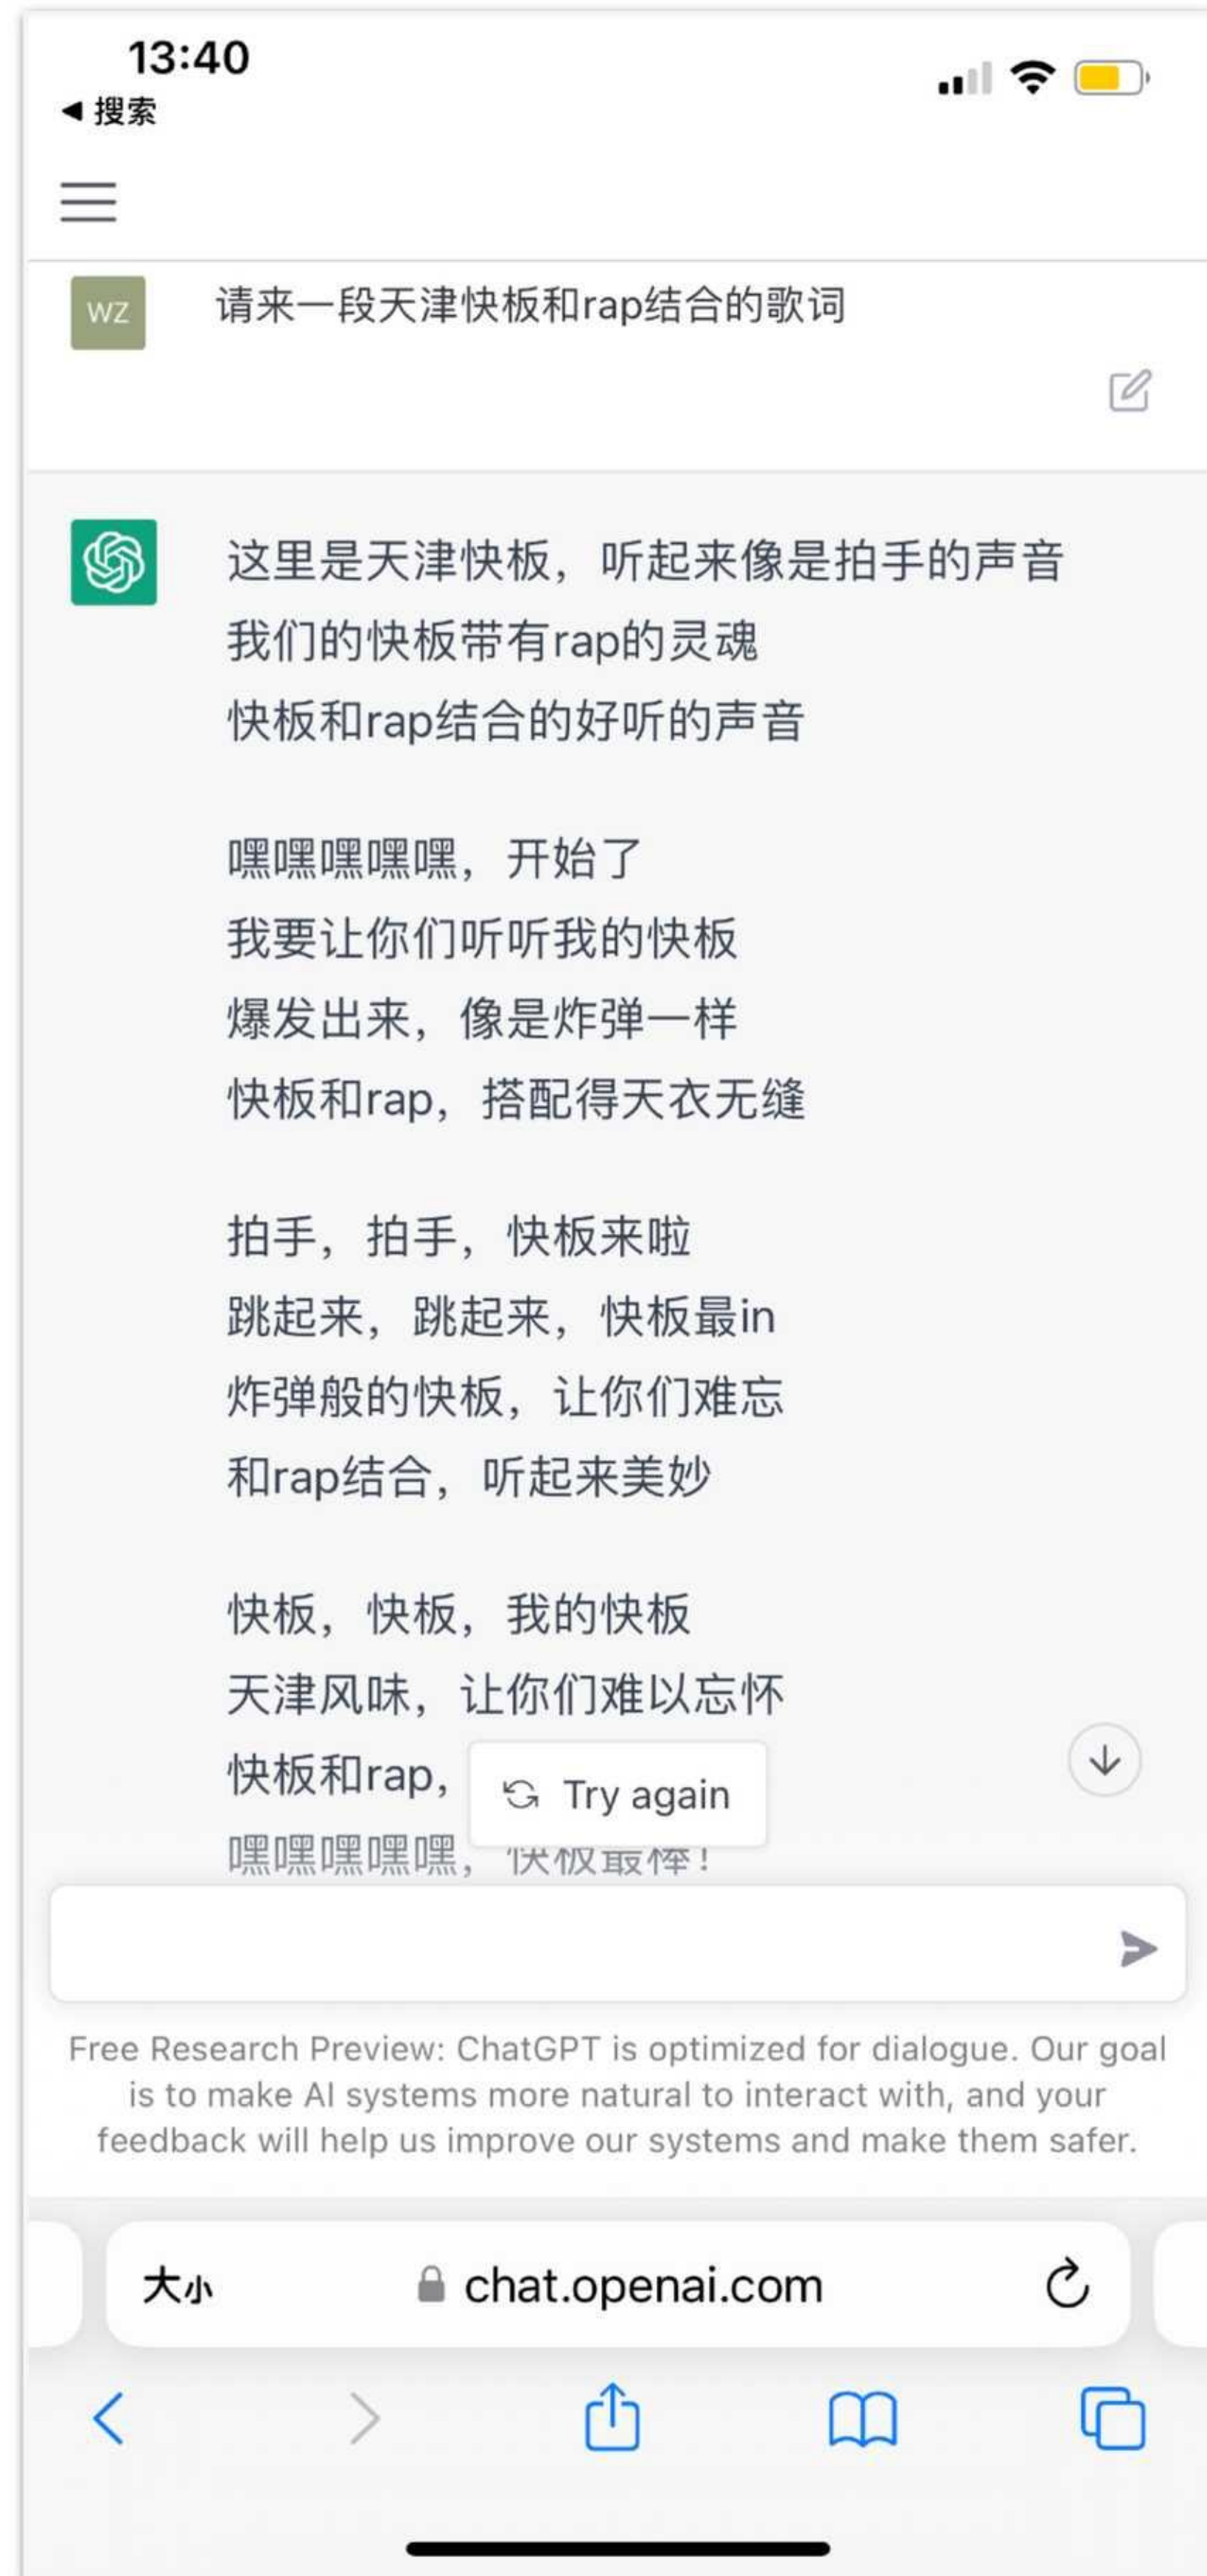 13:40
◀ 搜索
WZ
请来一段天津快板和rap结合的歌词
这里是天津快板，听起来像是拍手的声音
我们的快板带有rap的灵魂
快板和rap结合的好听的声音
嘿嘿嘿嘿嘿，开始了
我要让你们听听我的快板
爆发出来，像是炸弹一样
快板和rap，搭配得天衣无缝
拍手，拍手，快板来啦
跳起来，跳起来，快板最in
炸弹般的快板，让你们难忘
和rap结合，听起来美妙
快板，快板，我的快板
天津风味，让你们难以忘怀
快板和rap，
Try again
嘿嘿嘿嘿嘿，快板最棒！
Free Research Preview: ChatGPT is optimized for dialogue. Our goal
is to make AI systems more natural to interact with, and your
feedback will help us improve our systems and make them safer.
大小 chat.openai.com